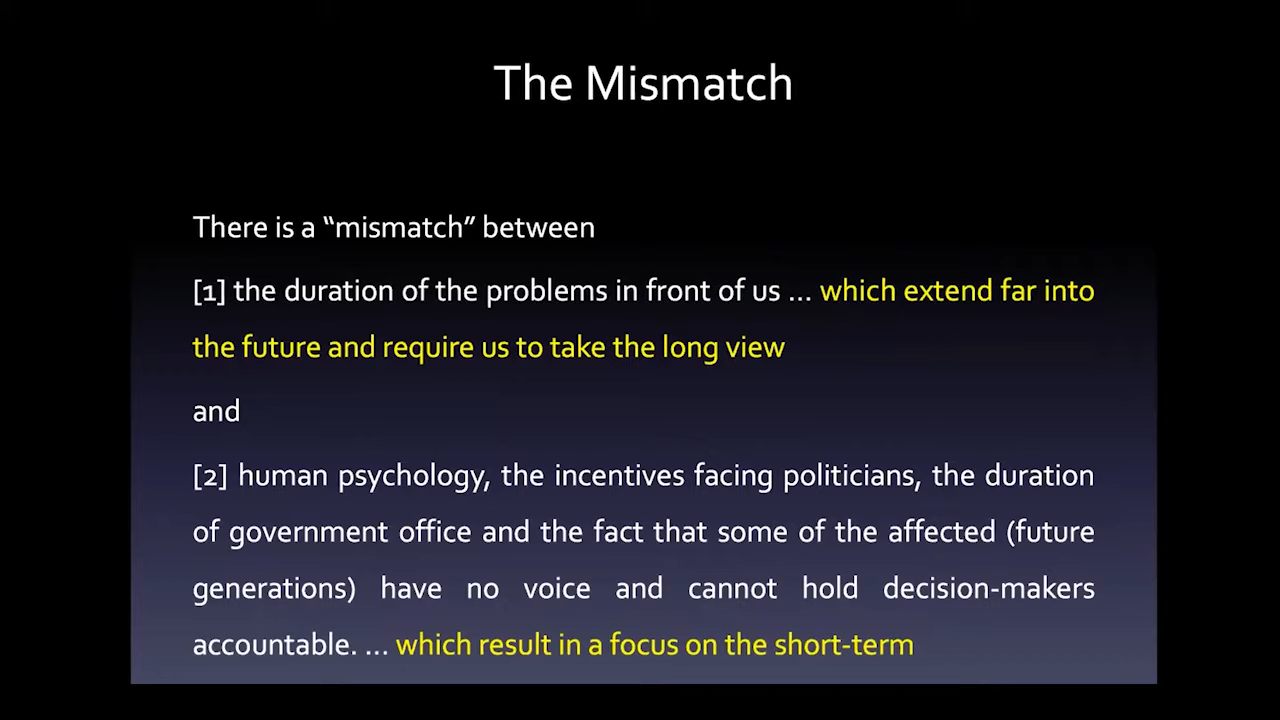 The Mismatch
There is a “mismatch” between
[1] the duration of the problems in front of us … which extend far into
the future and require us to take the long view
and
[2] human psychology, the incentives facing politicians, the duration
of government office and the fact that some of the affected (future
generations) have no voice and cannot hold decision-makers
accountable. … which result in a focus on the short-term